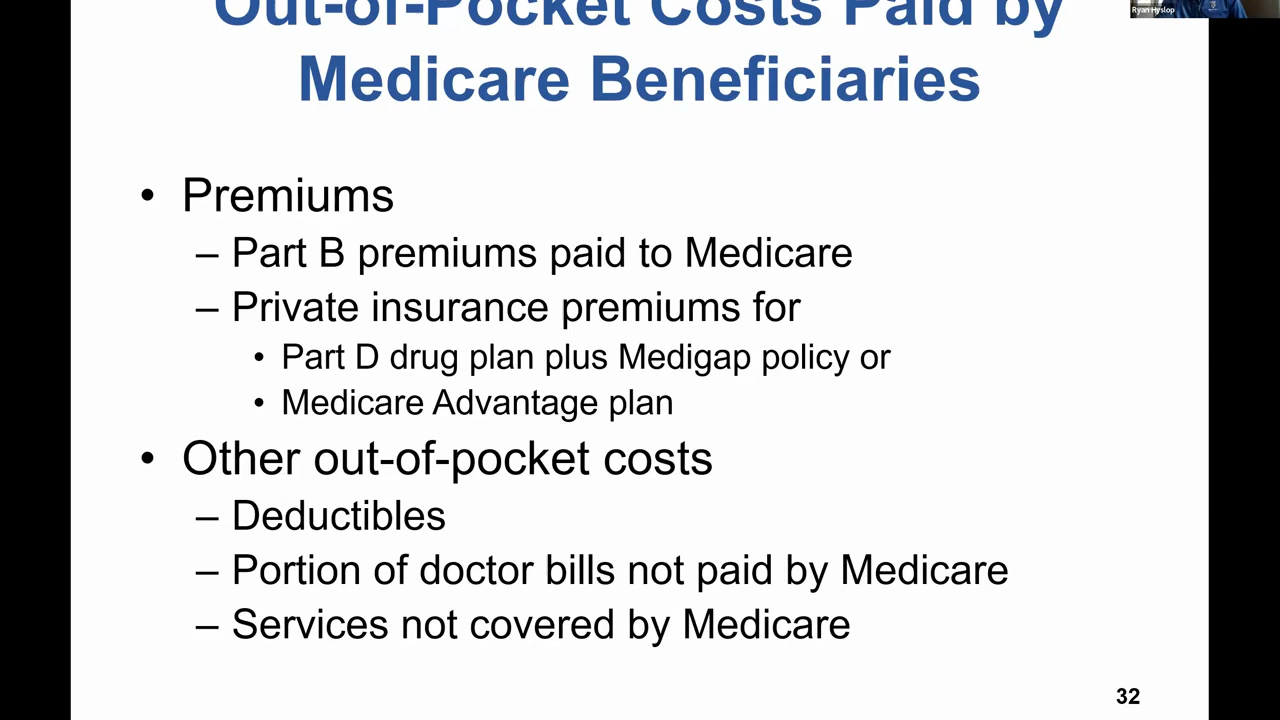 Ryan Hyslop
Out-of-Pocket Costs Paid by
Medicare Beneficiaries
• Premiums
– Part B premiums paid to Medicare
– Private insurance premiums for
• Part D drug plan plus Medigap policy or
• Medicare Advantage plan
• Other out-of-pocket costs
– Deductibles
– Portion of doctor bills not paid by Medicare
– Services not covered by Medicare
32